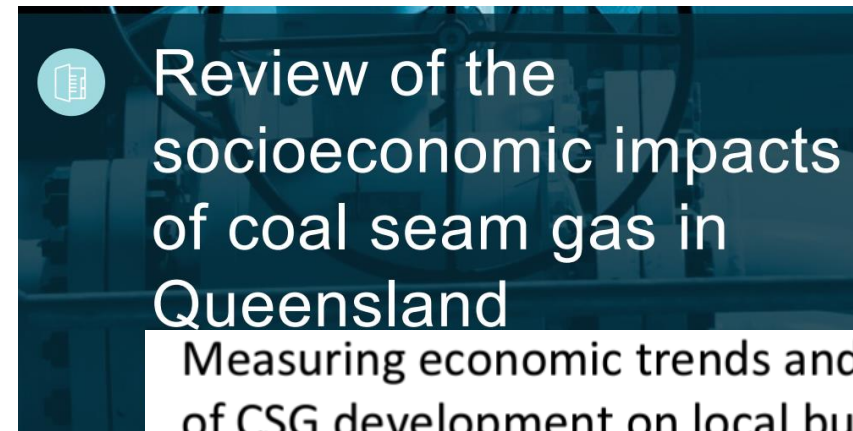 Review of the
socioeconomic impacts
of coal seam gas in
Queensland
Measuring economic trends and
of CSG development on local bu